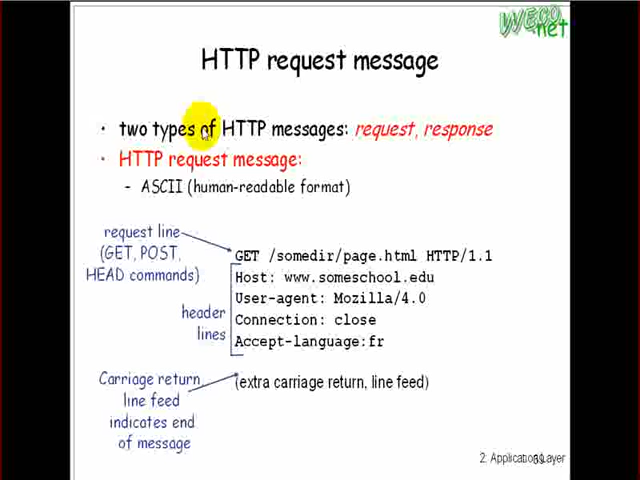 WECO
.net
HTTP request message
• two types of HTTP messages: request, response
• HTTP request message:
– ASCII (human-readable format)
request line
(GET, POST,
HEAD commands)
GET /somedir/page.html HTTP/1.1
Host: www.someschool.edu
User-agent: Mozilla/4.0
Connection: close
Accept-language:fr
header
lines
(extra carriage return, line feed)
Carriage return
line feed
indicates end
of message
2: Application Layer